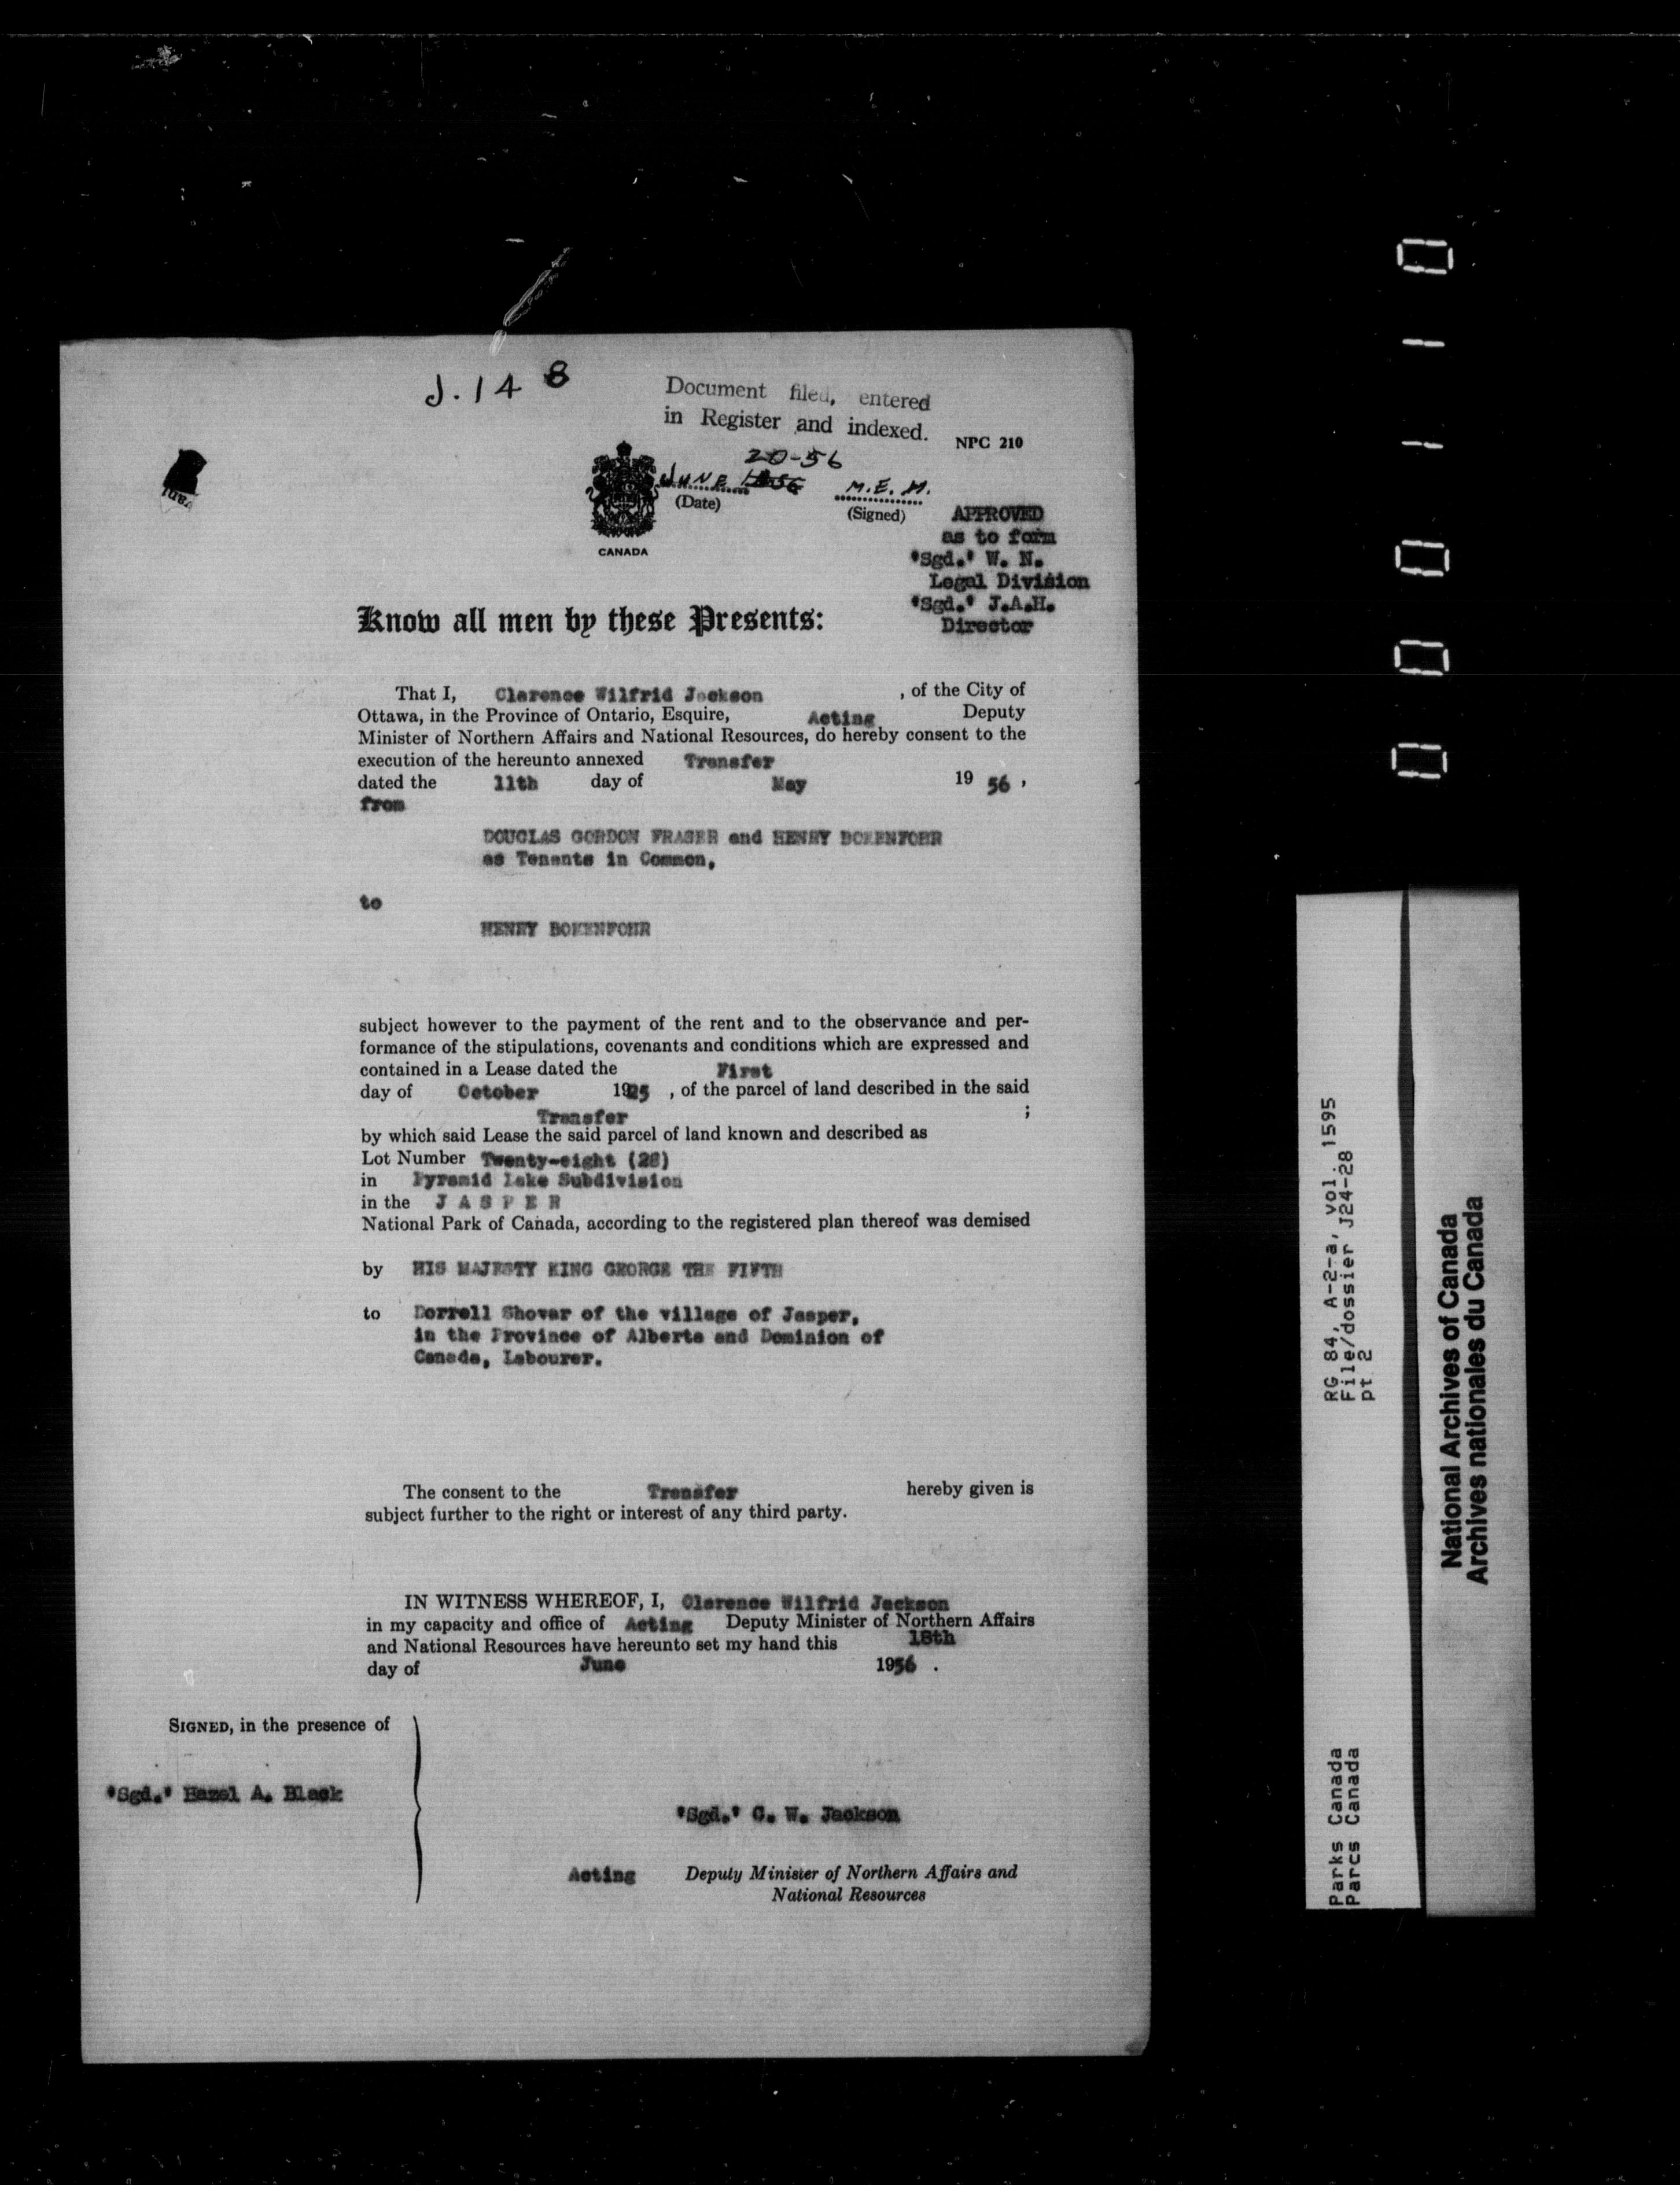 J.148
Document filed, entered
in Register and indexed.
NPC 210
20-56
JUNE
M.E.H.
(Date)
(Signed)
CANADA
APPROVED
as to form
"Sgd." W. N.
Legal Division
"Sgd." J.A.H.
Director
Know all men by these Presents:
That I, Clarence Wilfrid Jackson , of the City of
Ottawa, in the Province of Ontario, Esquire, Acting Deputy
Minister of Northern Affairs and National Resources, do hereby consent to the
execution of the hereunto annexed Transfer
dated the 11th day of May 19 56 ,
from
DOUGLAS GORDON FRASER and HENRY BOKENFOHR
as Tenants in Common,
to
HENRY BOKENFOHR
subject however to the payment of the rent and to the observance and per-
formance of the stipulations, covenants and conditions which are expressed and
contained in a Lease dated the First
day of October 1925 , of the parcel of land described in the said
Transfer ;
by which said Lease the said parcel of land known and described as
Lot Number Twenty-eight (28)
in Pyramid Lake Subdivision
in the J A S P E R
National Park of Canada, according to the registered plan thereof was demised
by HIS MAJESTY KING GEORGE THE FIFTH
to Dorrell Shovar of the village of Jasper,
in the Province of Alberta and Dominion of
Canada, Labourer.
The consent to the Transfer hereby given is
subject further to the right or interest of any third party.
IN WITNESS WHEREOF, I, Clarence Wilfrid Jackson
in my capacity and office of Acting Deputy Minister of Northern Affairs
and National Resources have hereunto set my hand this 18th
day of June 1956 .
SIGNED, in the presence of
"Sgd." Hazel A. Black
"Sgd." C. W. Jackson
Acting Deputy Minister of Northern Affairs and
National Resources
RG 84, A-2-a, vol. 1595
File/dossier J24-28
pt 2
Parks Canada
Parcs Canada
National Archives of Canada
Archives nationales du Canada